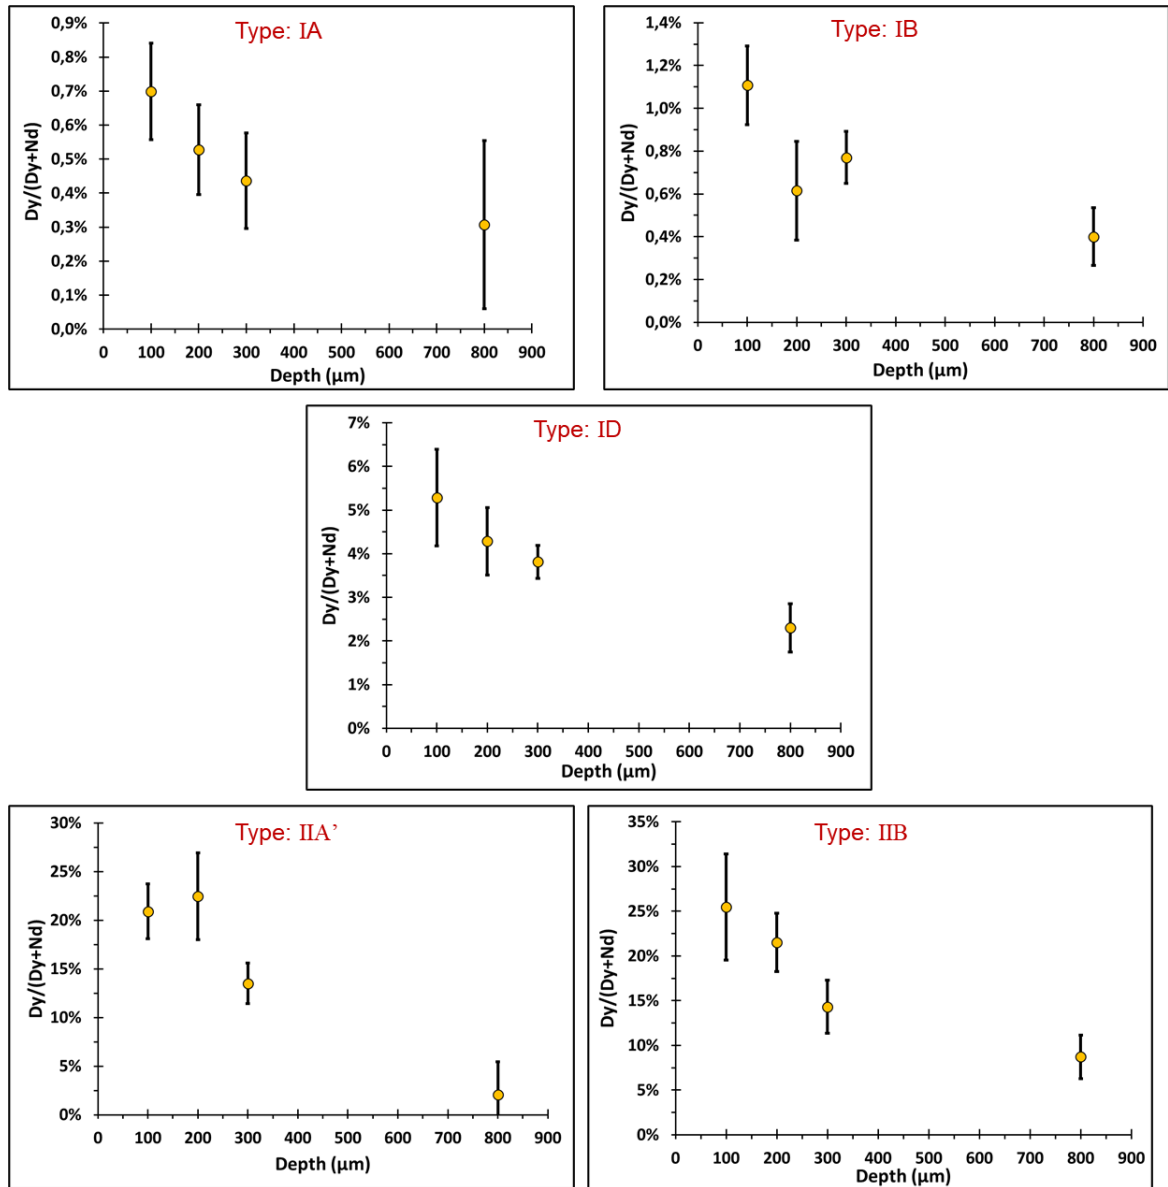 Type: IA
Dy/(Dy+Nd)
0,9%
0,8%
0,7%
0,6%
0,5%
0,4%
0,3%
0,2%
0,1%
0,0%
0 100 200 300 400 500 600 700 800 900
Depth (µm)
Type: IB
Dy/(Dy+Nd)
1,4%
1,2%
1,0%
0,8%
0,6%
0,4%
0,2%
0,0%
0 100 200 300 400 500 600 700 800 900
Depth (µm)
Type: ID
Dy/(Dy+Nd)
7%
6%
5%
4%
3%
2%
1%
0%
0 100 200 300 400 500 600 700 800 900
Depth (µm)
Type: IIA’
Dy/(Dy+Nd)
30%
25%
20%
15%
10%
5%
0%
0 100 200 300 400 500 600 700 800 900
Depth (µm)
Type: IIB
Dy/(Dy+Nd)
35%
30%
25%
20%
15%
10%
5%
0%
0 100 200 300 400 500 600 700 800 900
Depth (µm)